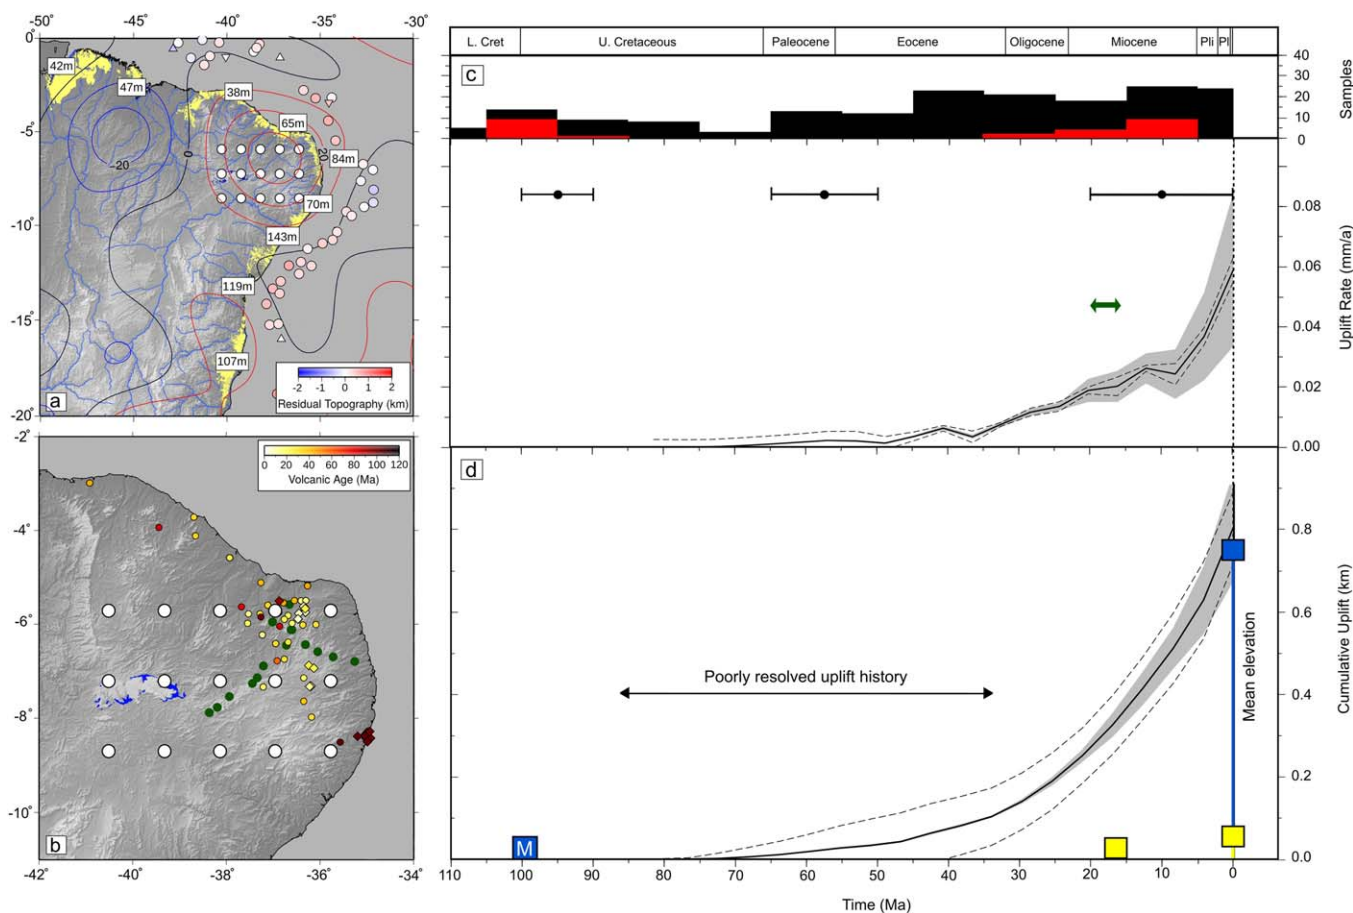 -50° -45° -40° -35° -30°
0°
-5°
-10°
-15°
-20°
42m
47m
38m
65m
84m
70m
143m
119m
107m
0
20
-20
-2 0 2
Residual Topography (km)
a
-2°
-4°
-6°
-8°
-10°
0 20 40 60 80 100 120
Volcanic Age (Ma)
b
-42 -40 -38 -36 -34
L. Cret U. Cretaceous Paleocene Eocene Oligocene Miocene Pli Pl
c
40
30
20
10
0
Samples
0.08
0.06
0.04
0.02
0.00
Uplift Rate (mm/a)
d
Poorly resolved uplift history
Mean elevation
M
0.8
0.6
0.4
0.2
0.0
Cumulative Uplift (km)
110 100 90 80 70 60 50 40 30 20 10 0
Time (Ma)